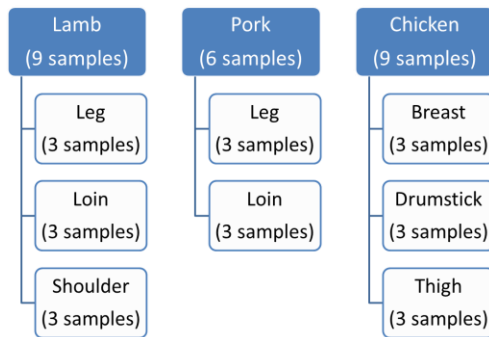 Lamb
(9 samples)
Leg
(3 samples)
Loin
(3 samples)
Shoulder
(3 samples)
Pork
(6 samples)
Leg
(3 samples)
Loin
(3 samples)
Chicken
(9 samples)
Breast
(3 samples)
Drumstick
(3 samples)
Thigh
(3 samples)